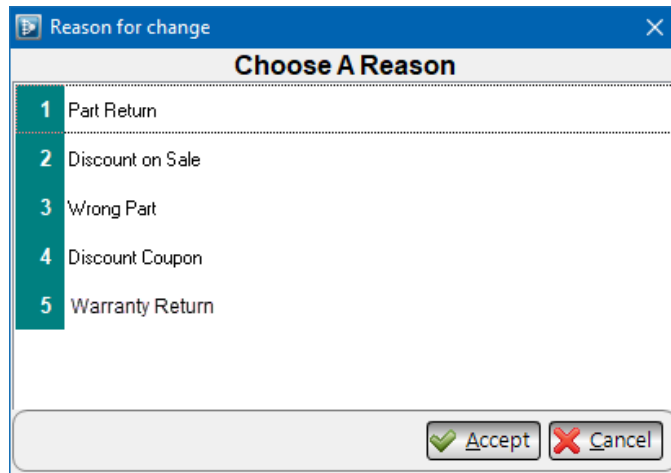 Reason for change
Choose A Reason
1 Part Return
2 Discount on Sale
3 Wrong Part
4 Discount Coupon
5 Warranty Return
Accept Cancel